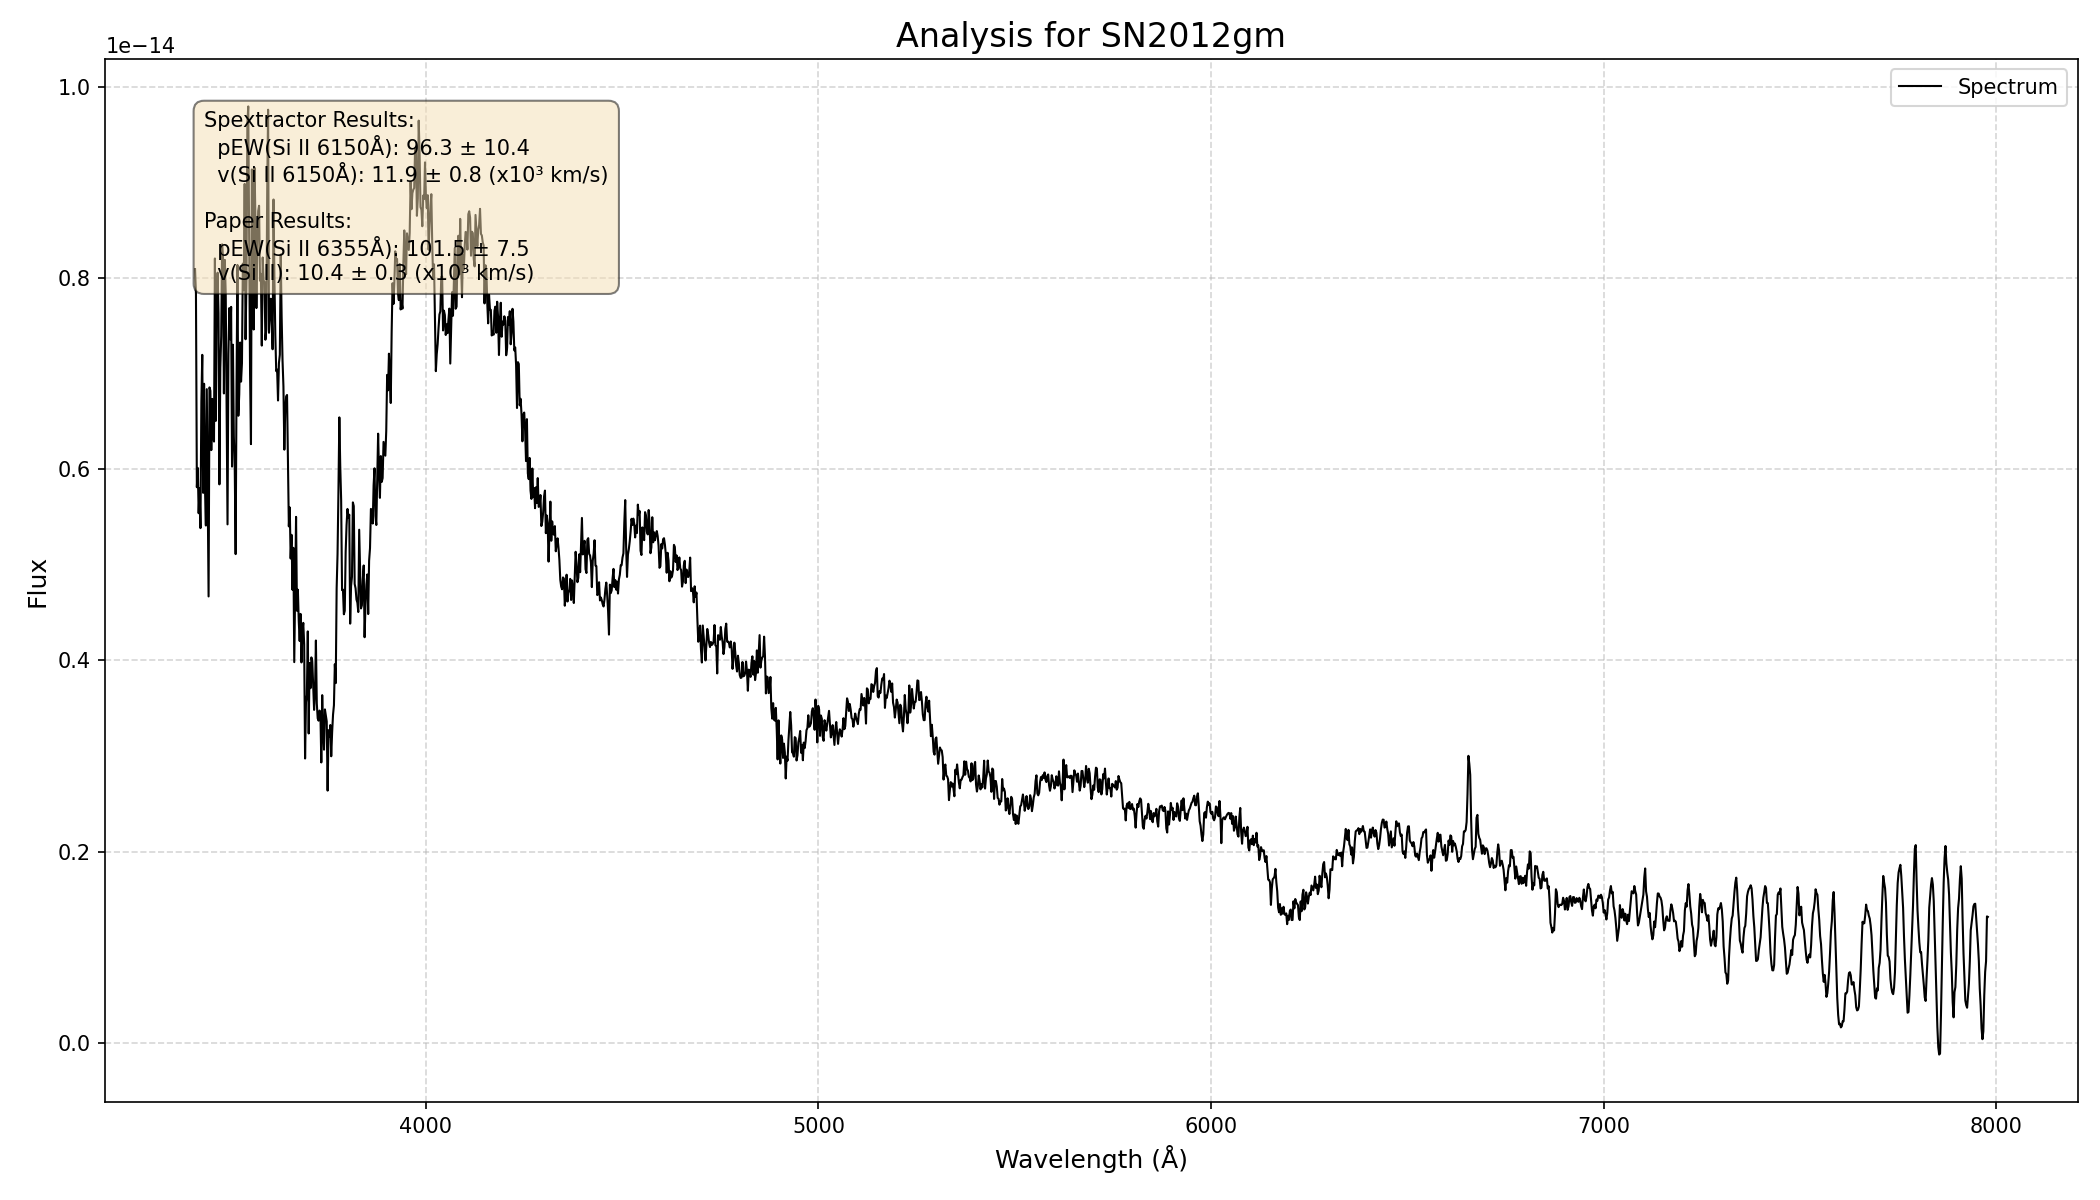 Analysis for SN2012gm
1e−14
Spectrum
Spextractor Results:
pEW(Si II 6150Å): 96.3 ± 10.4
v(Si II 6150Å): 11.9 ± 0.8 (x10³ km/s)
Paper Results:
pEW(Si II 6355Å): 101.5 ± 7.5
v(Si II): 10.4 ± 0.3 (x10³ km/s)
1.0
0.8
0.6
0.4
0.2
0.0
Flux
4000 5000 6000 7000 8000
Wavelength (Å)